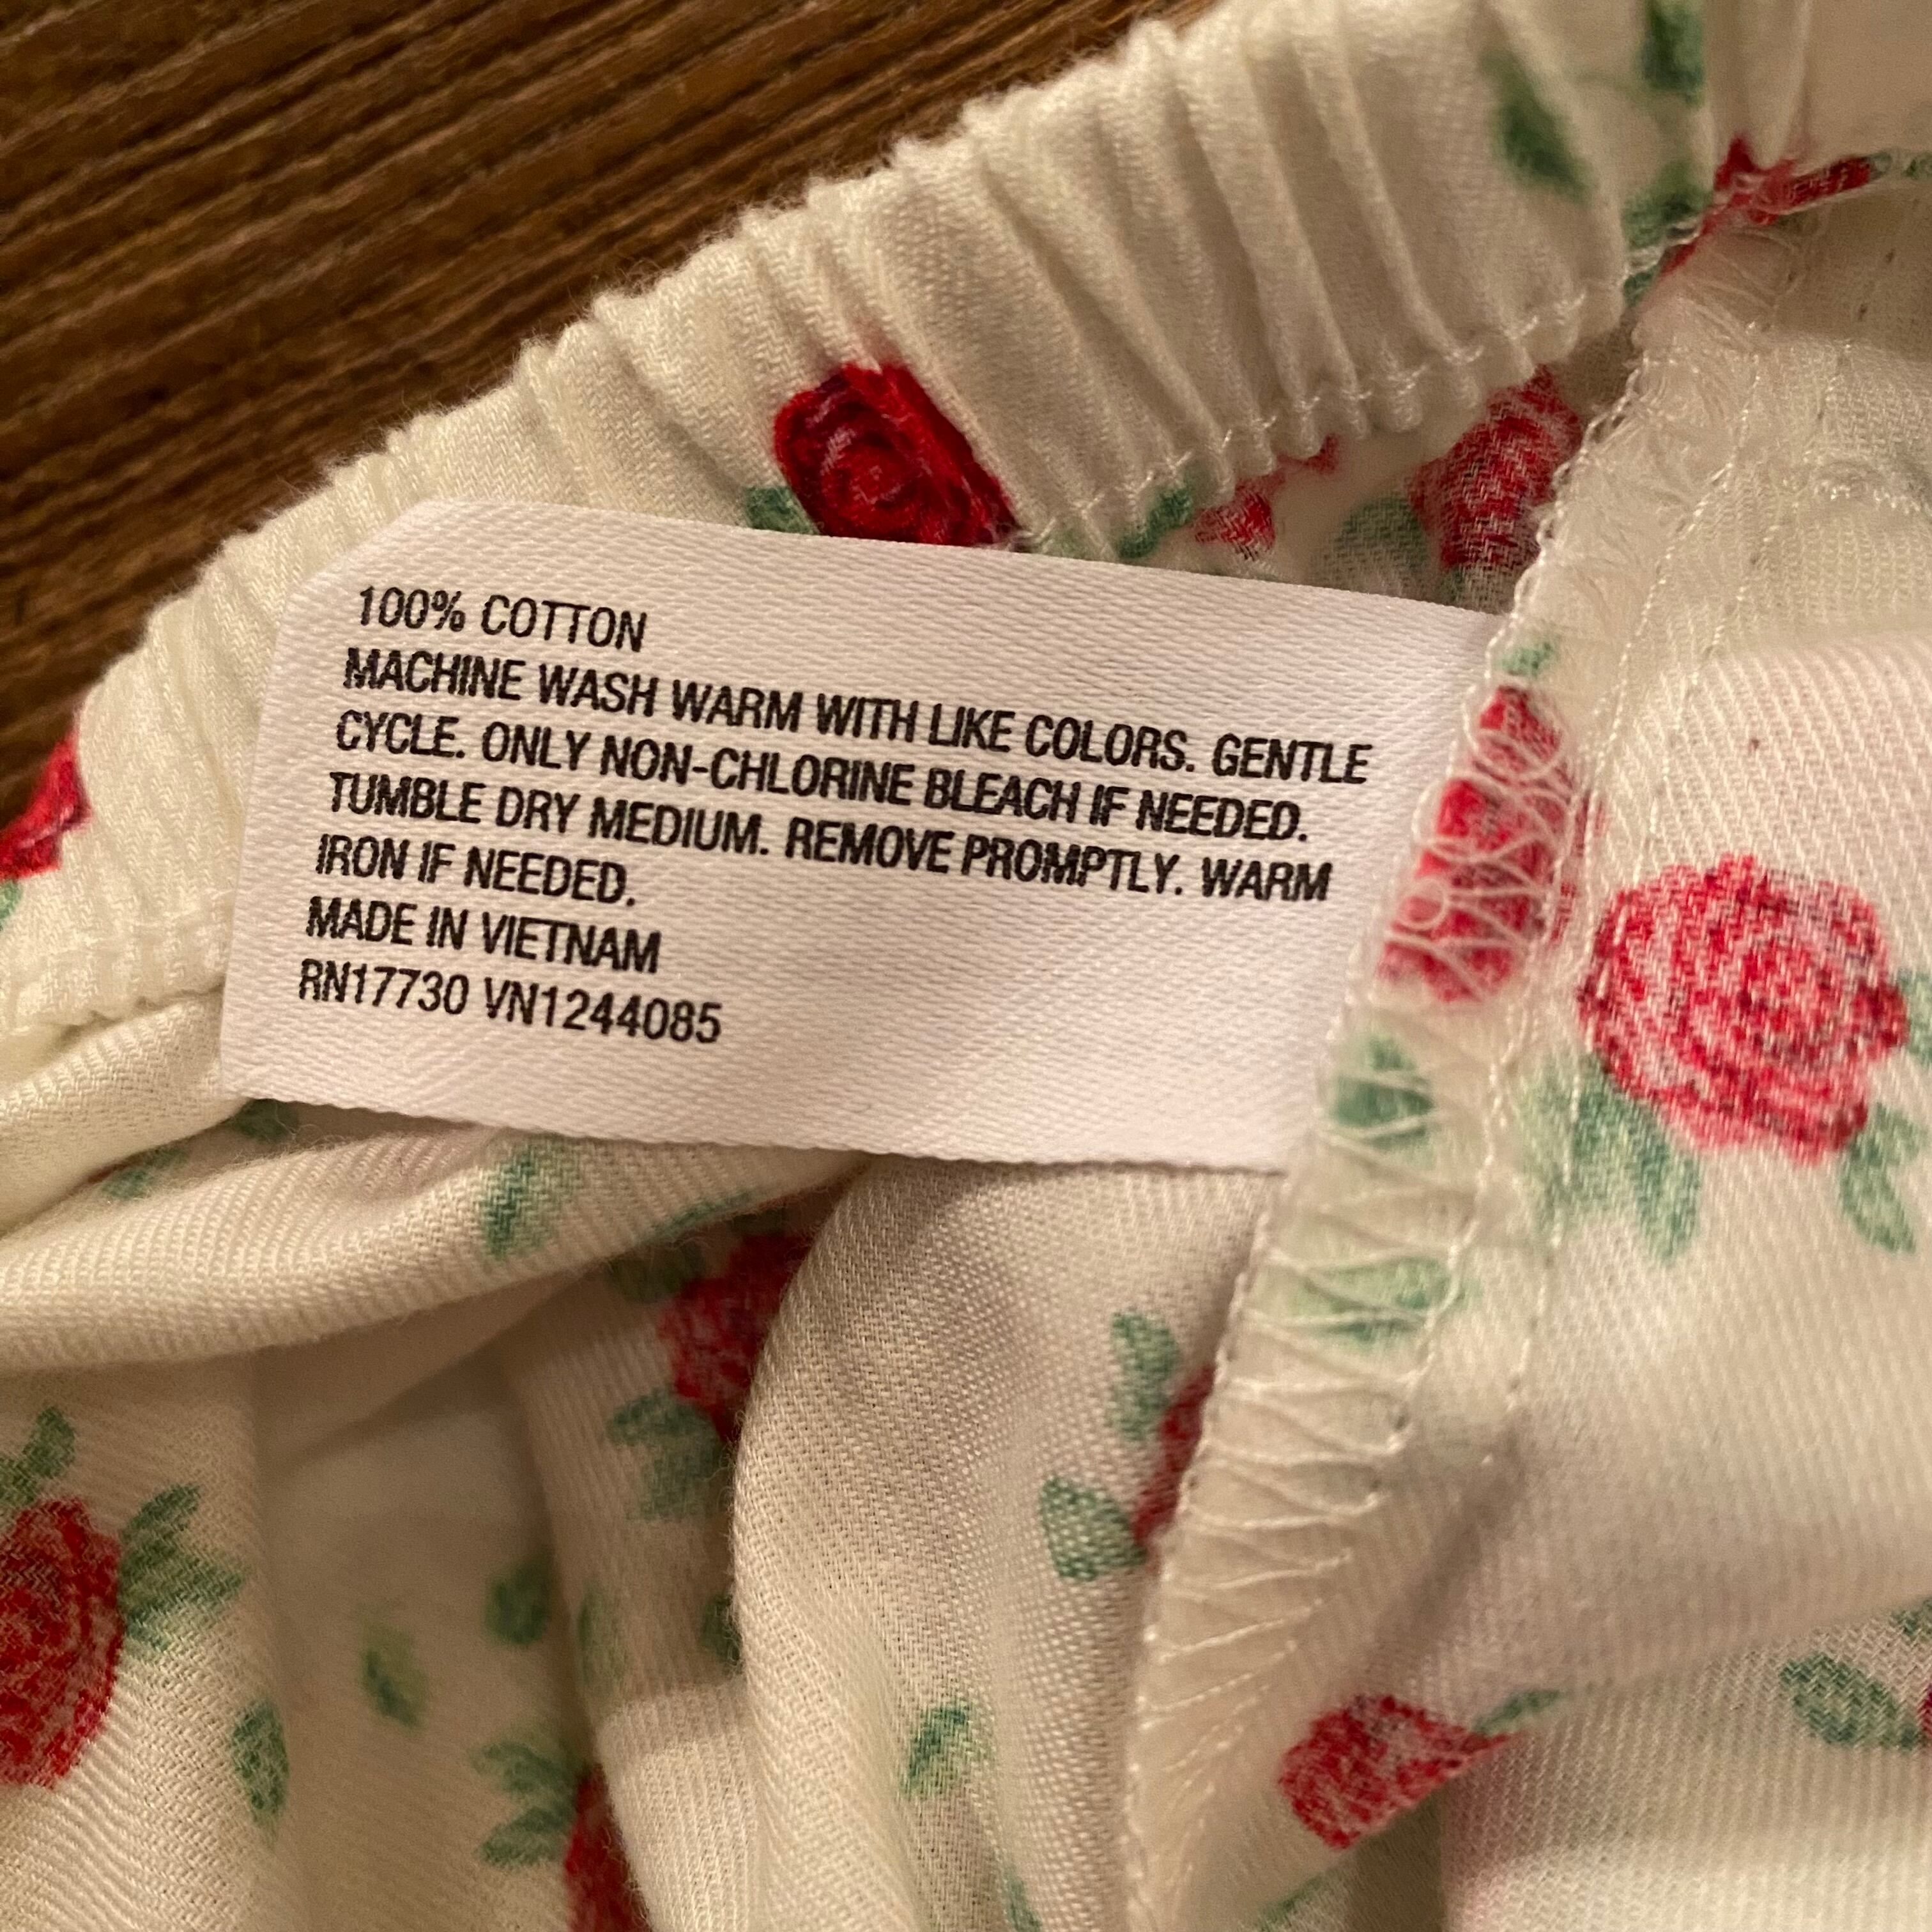 100% COTTON
MACHINE WASH WARM WITH LIKE COLORS. GENTLE
CYCLE. ONLY NON-CHLORINE BLEACH IF NEEDED.
TUMBLE DRY MEDIUM. REMOVE PROMPTLY. WARM
IRON IF NEEDED.
MADE IN VIETNAM
RN17730 VN1244085